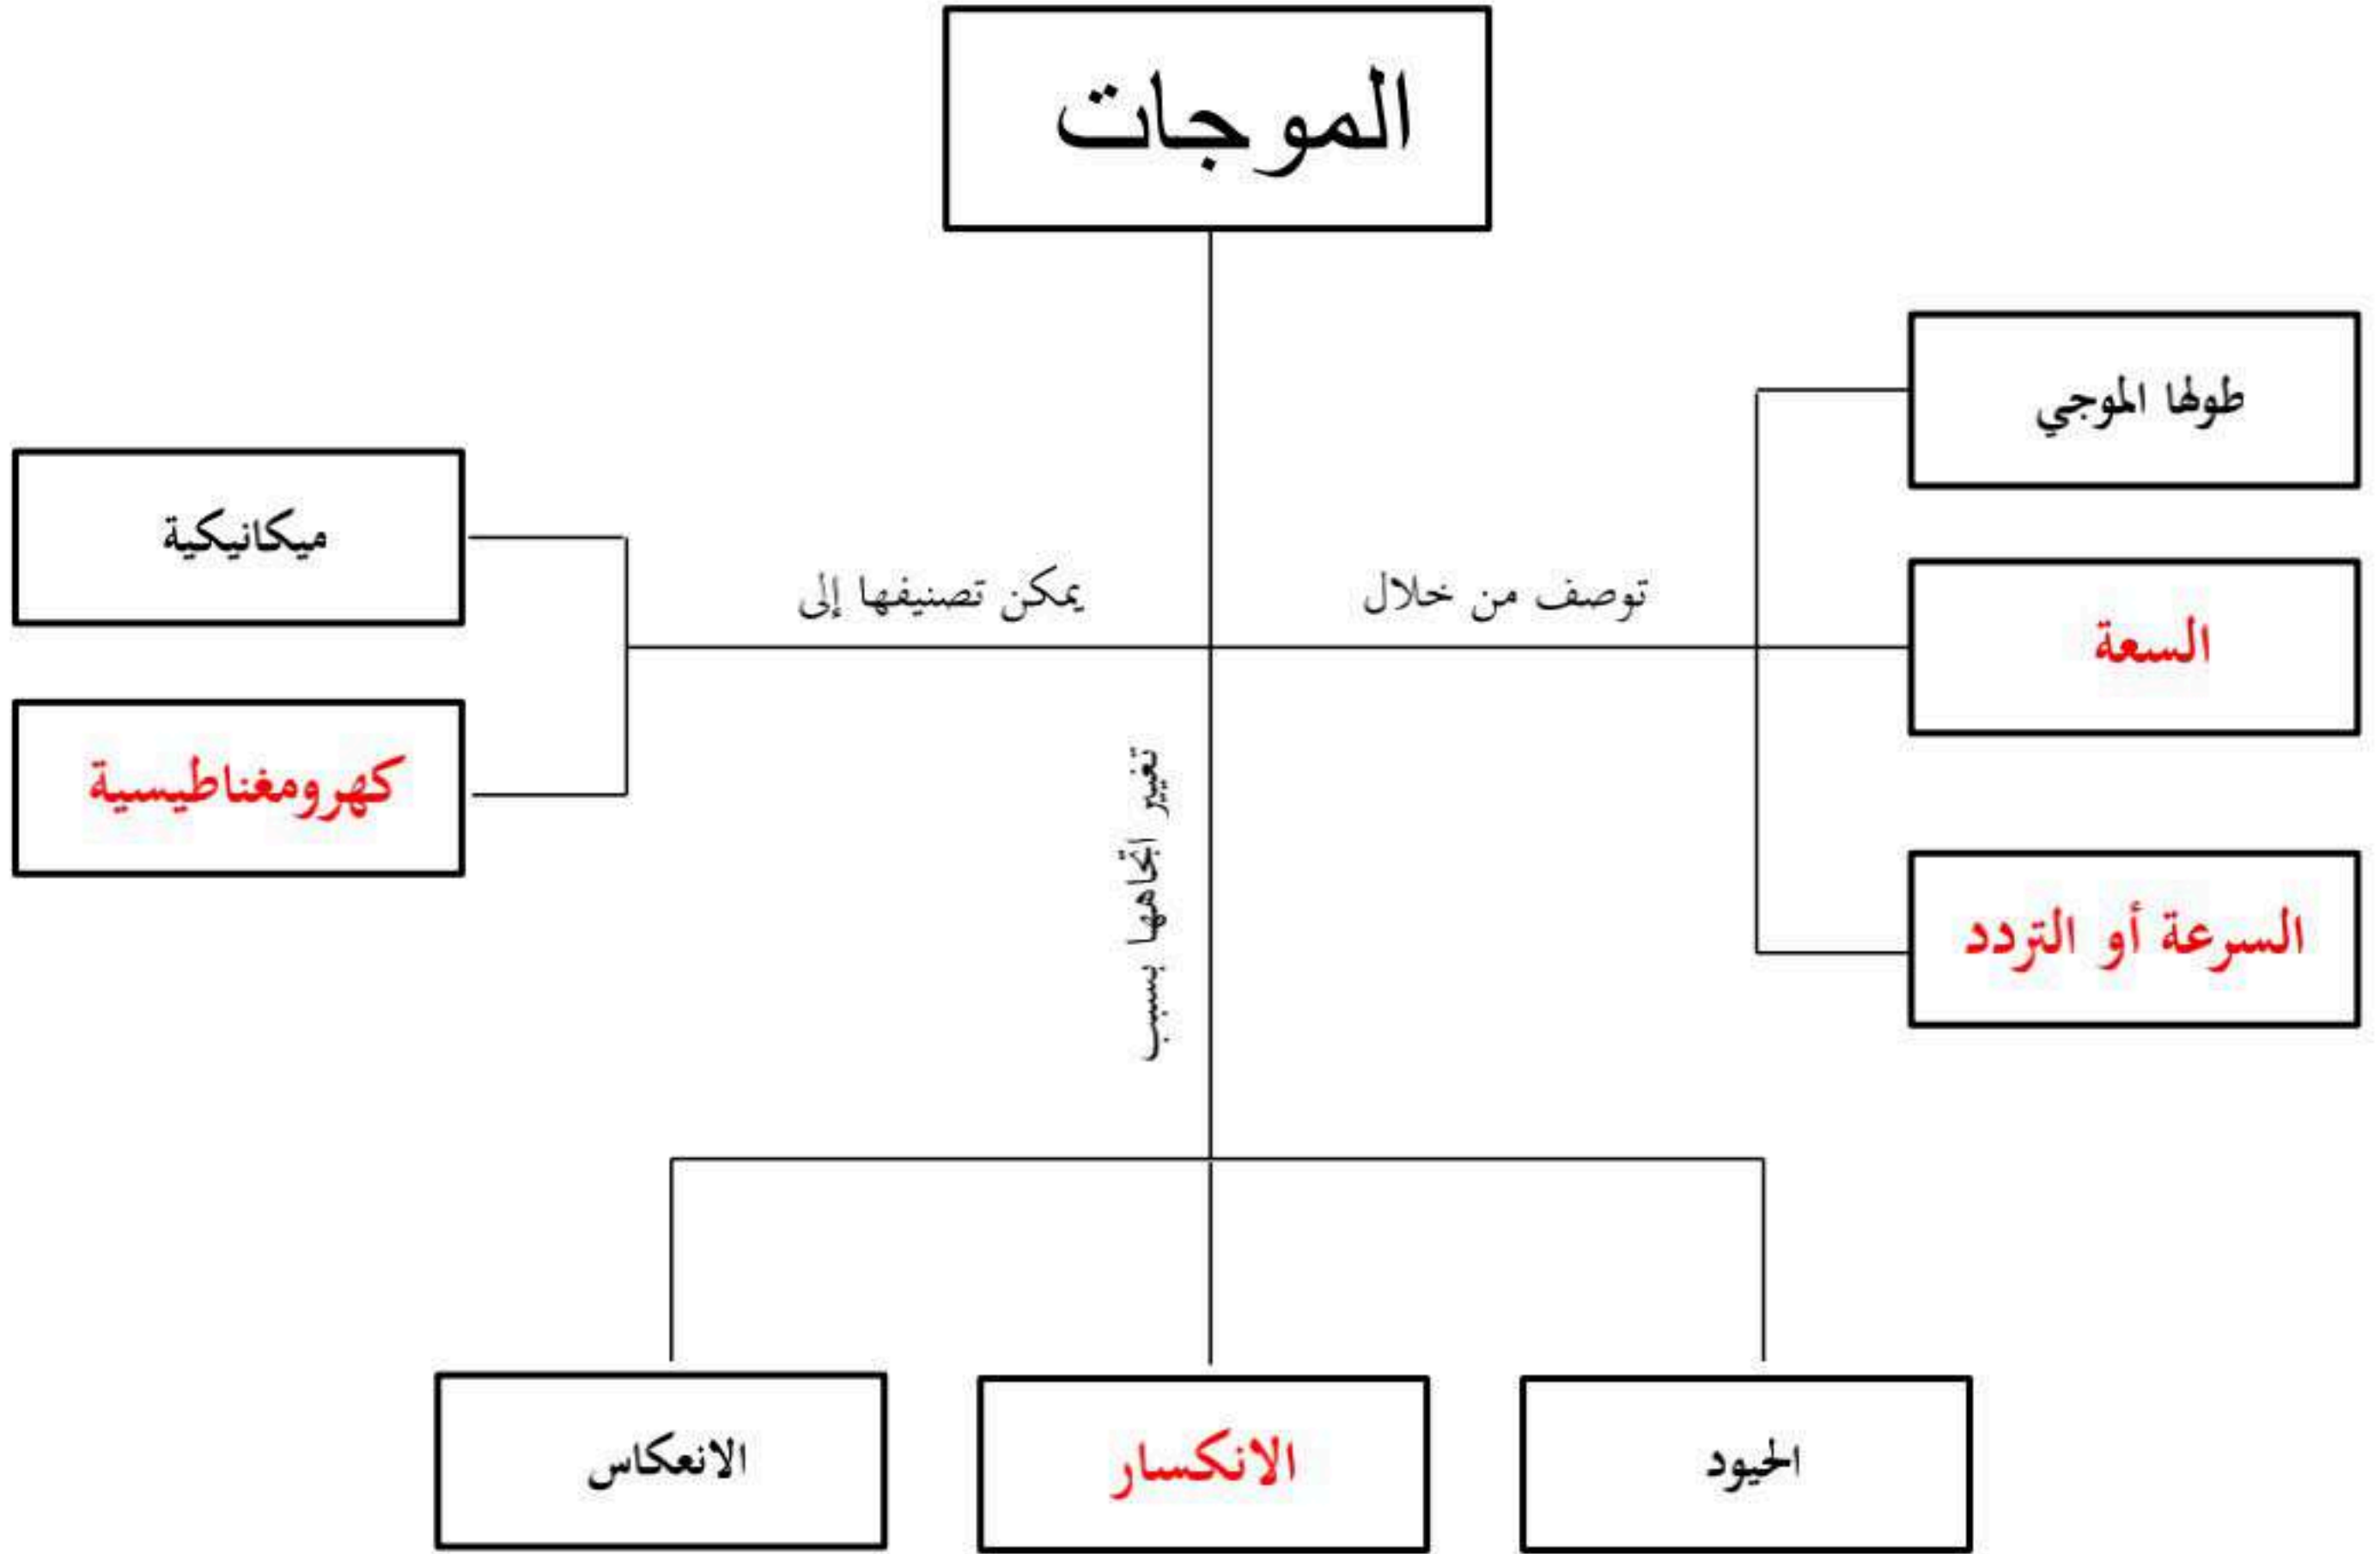 الموجات
طولها الموجي
ميكانيكية
توصف من خلال
يمكن تصنيفها إلى
السعة
كهرومغناطيسية
تغيير اتجاهها بسبب
السرعة أو التردد
الحيود
الانكسار
الانعكاس